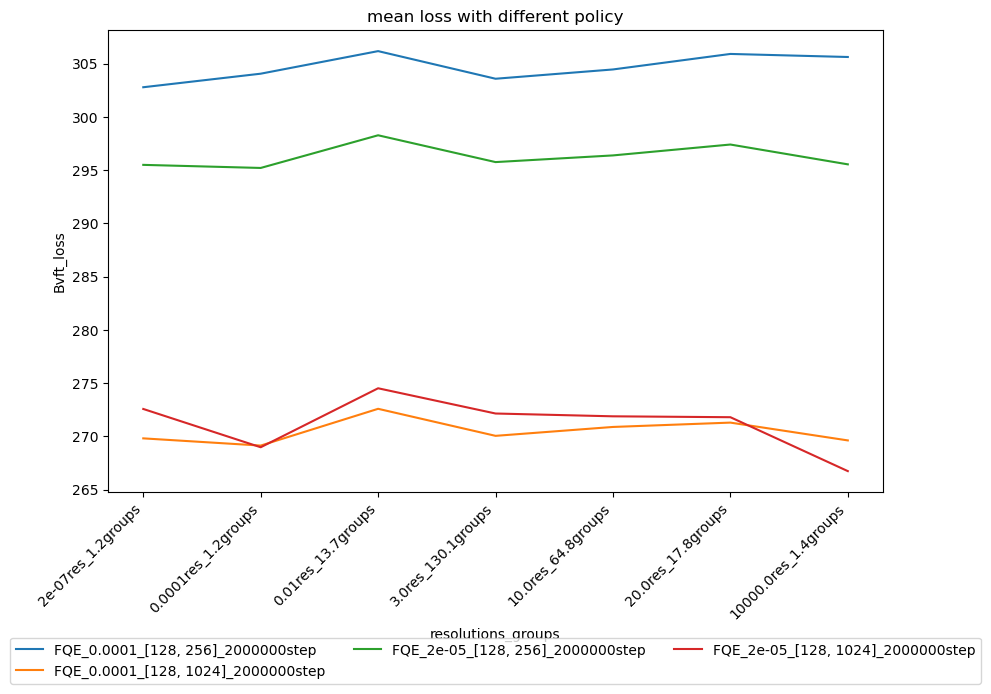 mean loss with different policy
Bvft_loss
305
300
295
290
285
280
275
270
265
2e-07res_1.2groups
0.0001res_1.2groups
0.01res_13.7groups
3.0res_130.1groups
10.0res_64.8groups
20.0res_17.8groups
10000.0res_1.4groups
resolutions_groups
FQE_0.0001_[128, 256]_2000000step
FQE_0.0001_[128, 1024]_2000000step
FQE_2e-05_[128, 256]_2000000step
FQE_2e-05_[128, 1024]_2000000step